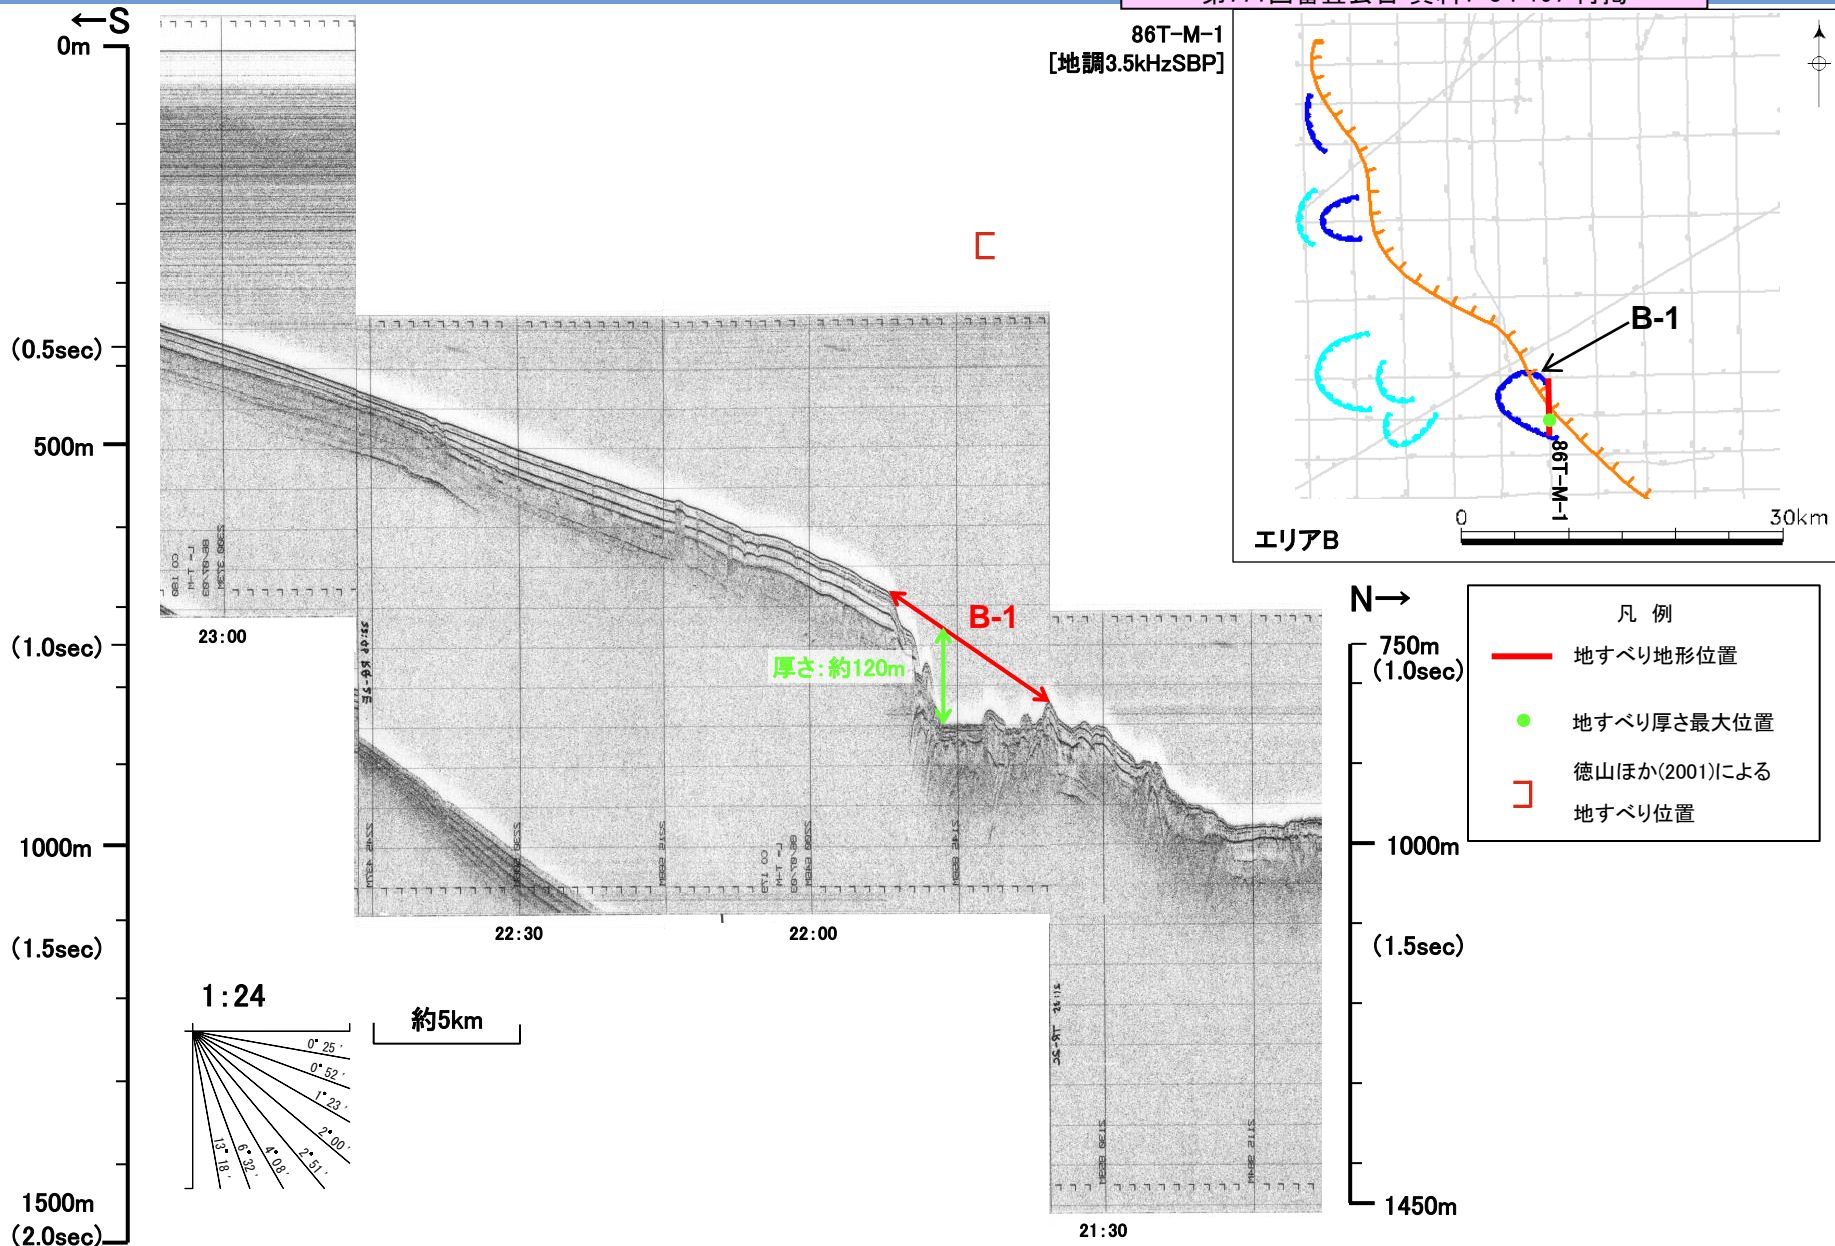 ←S
0m
(0.5sec)
500m
(1.0sec)
1000m
(1.5sec)
1500m
(2.0sec)
86T-M-1
[地調3.5kHzSBP]
B-1
厚さ:約120m
23:00
22:30
22:00
21:30
1:24
約5km
0°25′
0°52′
1°23′
2°00′
2°51′
4°08′
6°32′
13°18′
B-1
86T-M-1
エリアB
0
30km
N→
750m
(1.0sec)
1000m
(1.5sec)
1450m
凡 例
地すべり地形位置
地すべり厚さ最大位置
徳山ほか(2001)による
地すべり位置